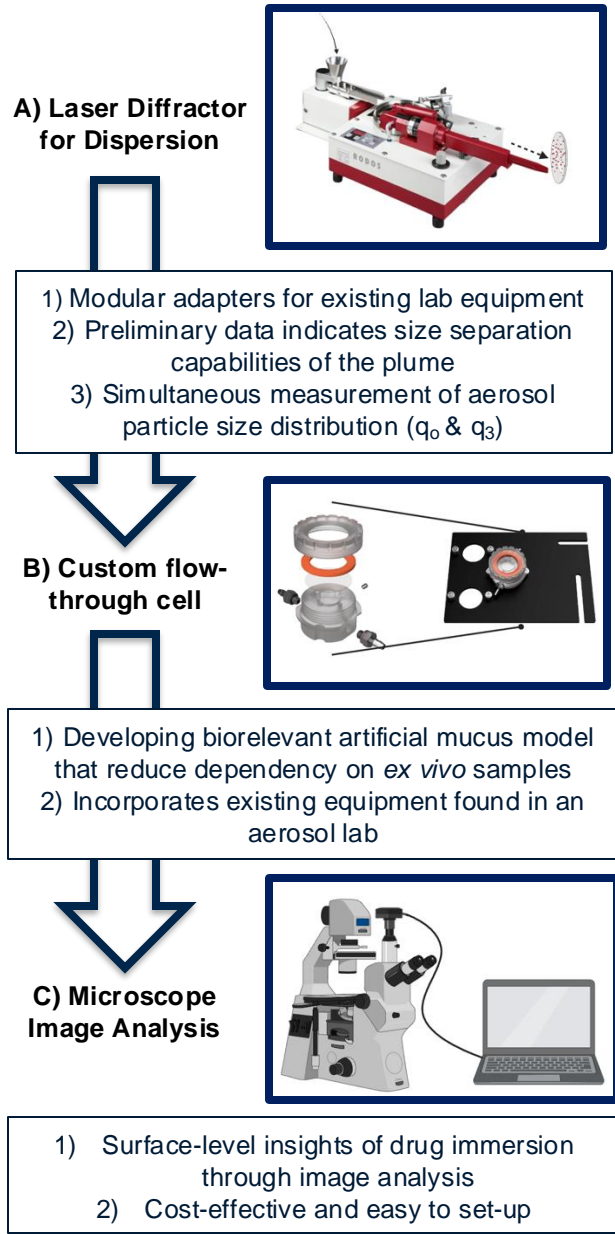 A) Laser Diffractor
for Dispersion
RODOS
1) Modular adapters for existing lab equipment
2) Preliminary data indicates size separation
capabilities of the plume
3) Simultaneous measurement of aerosol
particle size distribution (qₒ & q₃)
B) Custom flow-
through cell
1) Developing biorelevant artificial mucus model
that reduce dependency on ex vivo samples
2) Incorporates existing equipment found in an
aerosol lab
C) Microscope
Image Analysis
1) Surface-level insights of drug immersion
through image analysis
2) Cost-effective and easy to set-up